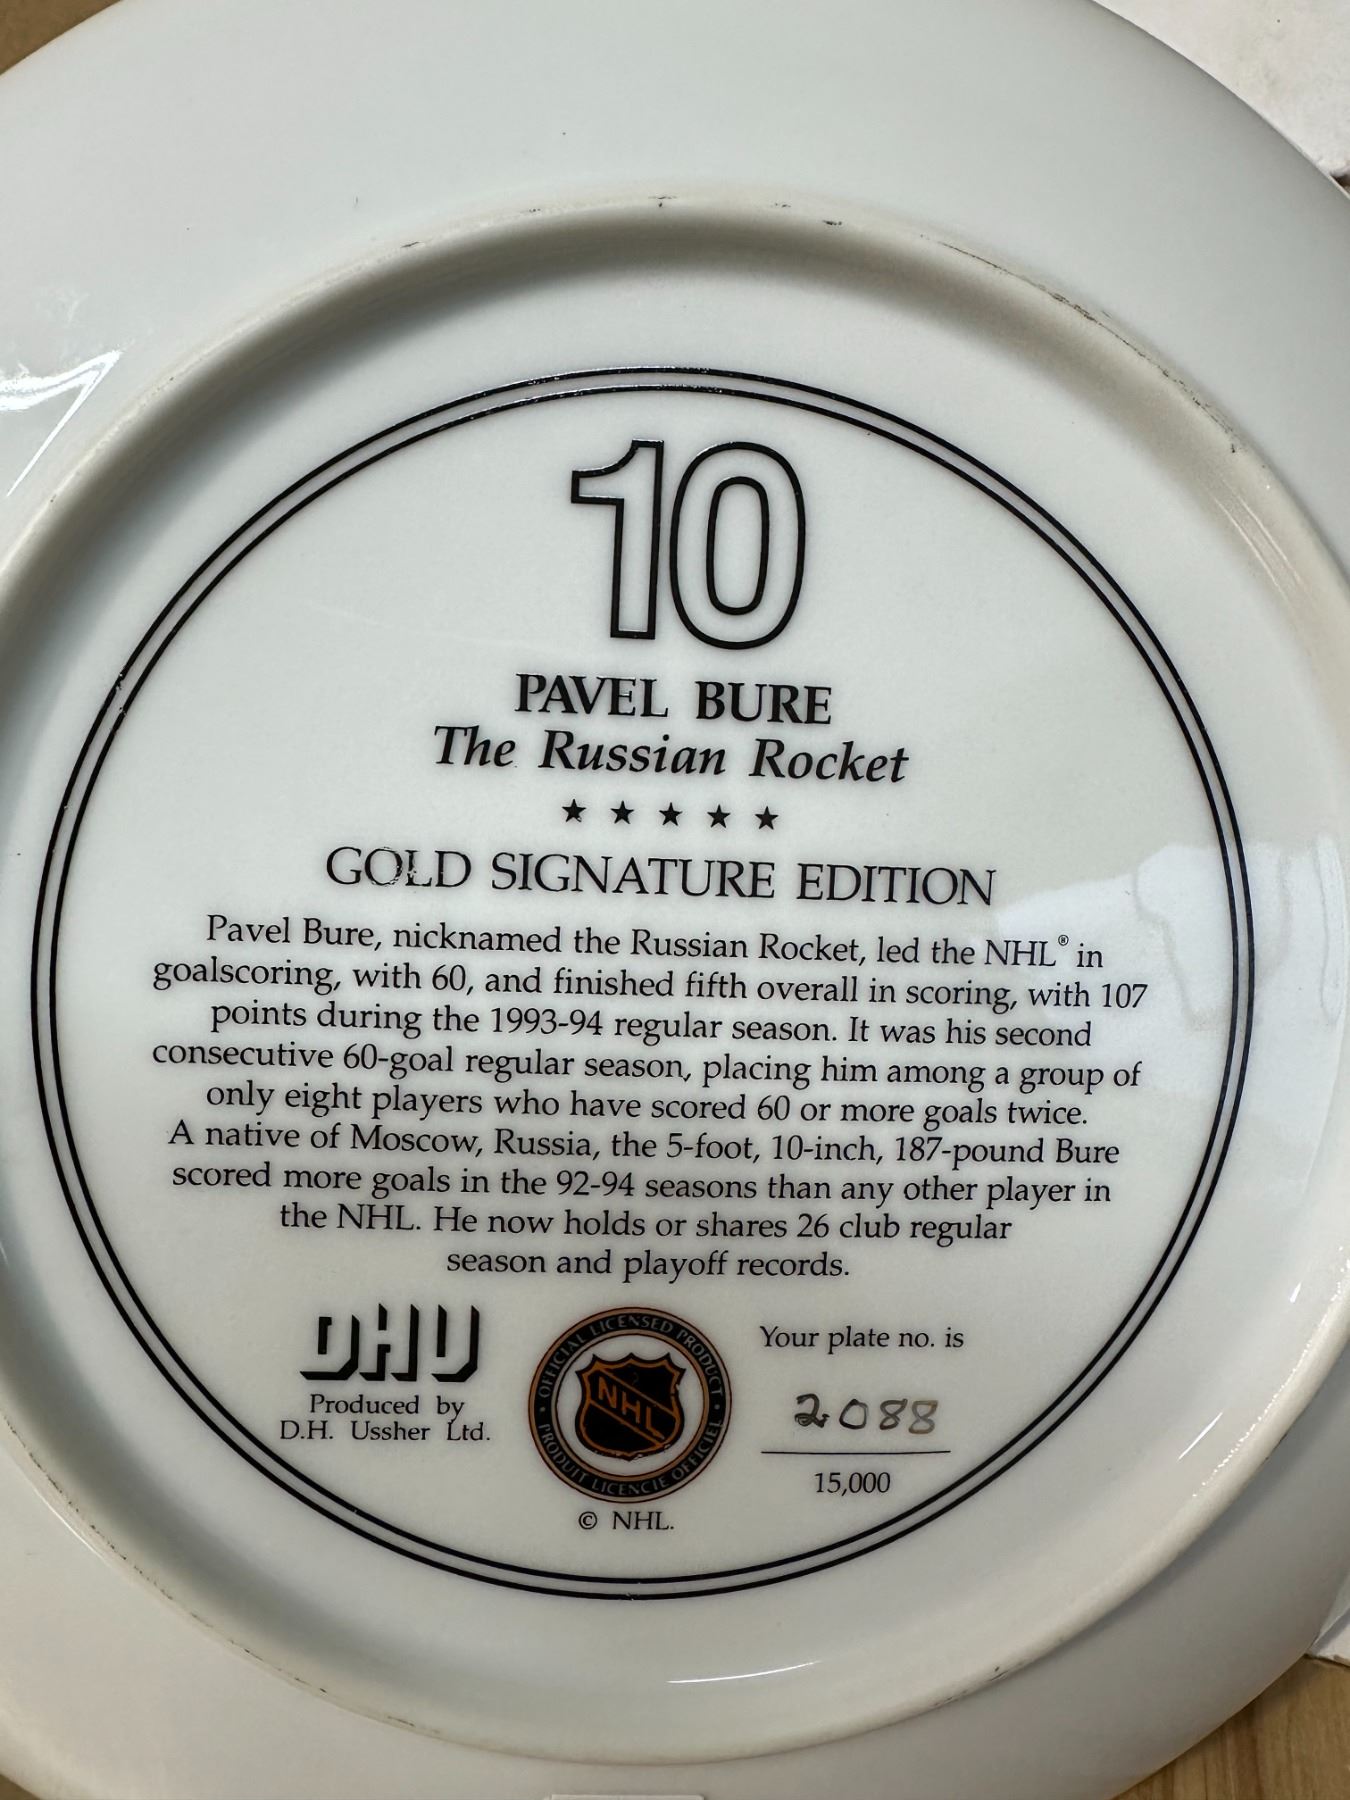 10
PAVEL BURE
The Russian Rocket
★ ★ ★ ★ ★
GOLD SIGNATURE EDITION
Pavel Bure, nicknamed the Russian Rocket, led the NHL® in
goalscoring, with 60, and finished fifth overall in scoring, with 107
points during the 1993-94 regular season. It was his second
consecutive 60-goal regular season, placing him among a group of
only eight players who have scored 60 or more goals twice.
A native of Moscow, Russia, the 5-foot, 10-inch, 187-pound Bure
scored more goals in the 92-94 seasons than any other player in
the NHL. He now holds or shares 26 club regular
season and playoff records.
DHU
Produced by
D.H. Ussher Ltd.
• OFFICIAL LICENSED PRODUCT •
NHL
PRODUIT LICENCIE OFFICIEL
© NHL.
Your plate no. is
2088
15,000